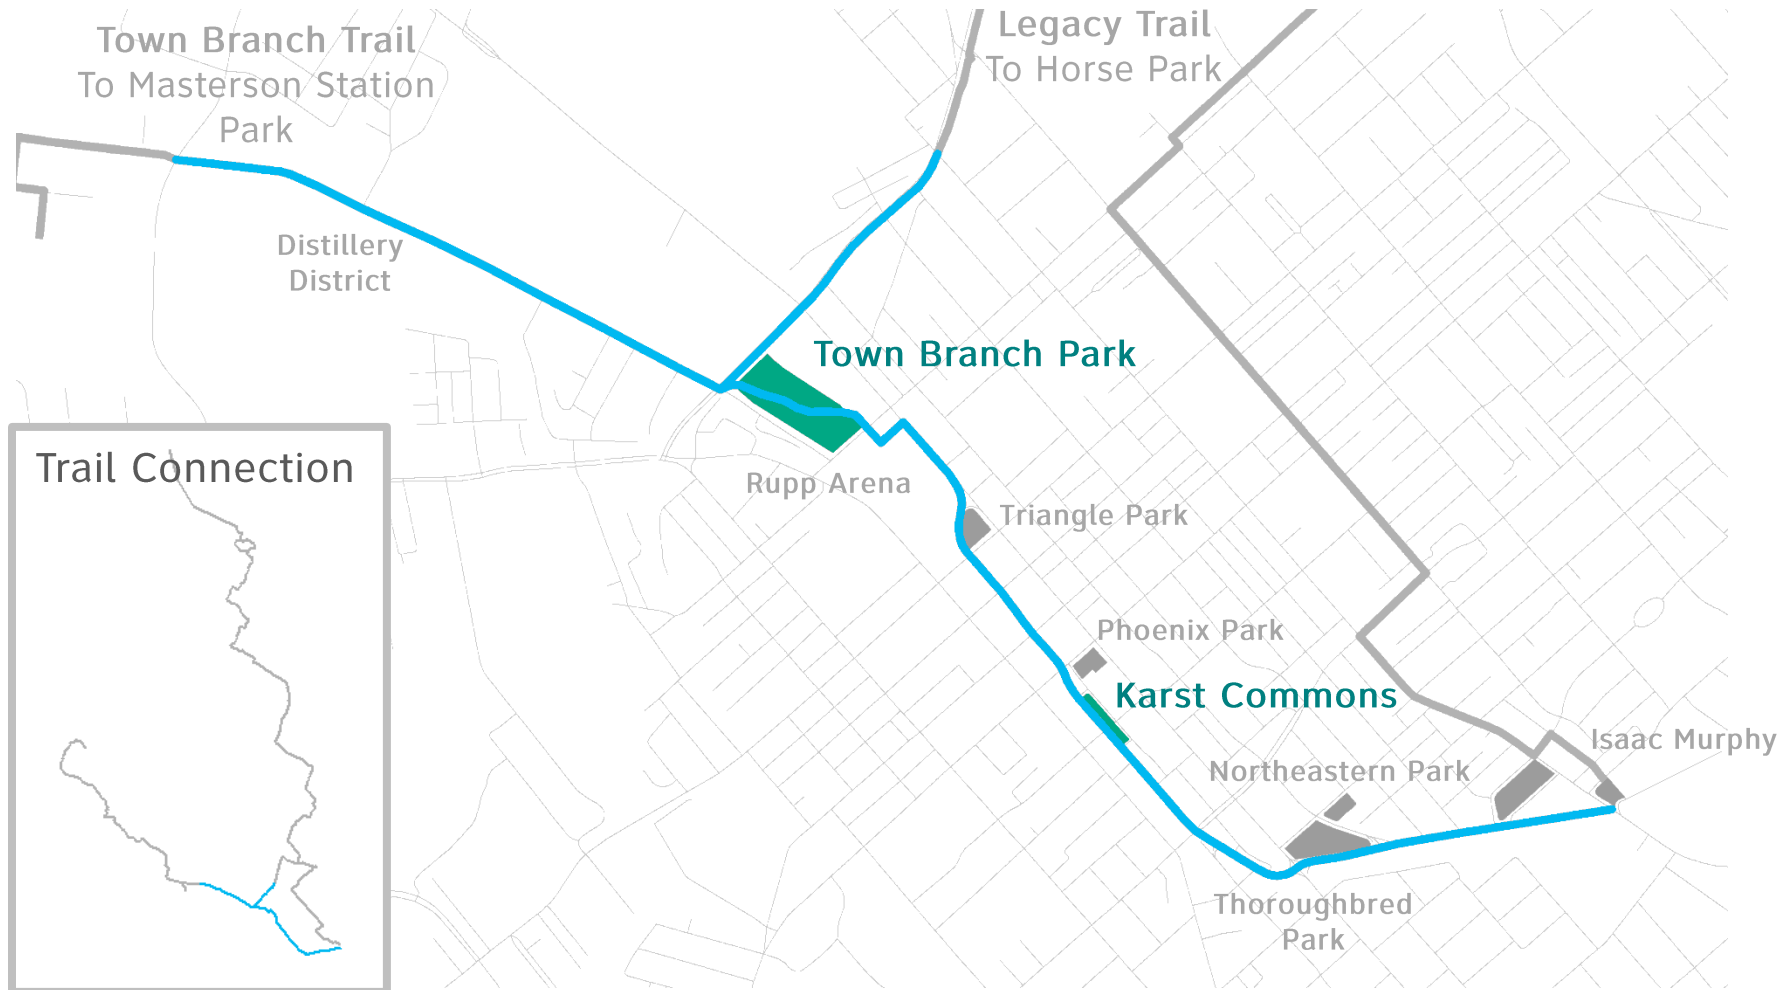 Town Branch Trail
To Masterson Station
Park
Legacy Trail
To Horse Park
Distillery
District
Town Branch Park
Rupp Arena
Triangle Park
Phoenix Park
Karst Commons
Isaac Murphy
Northeastern Park
Thoroughbred
Park
Trail Connection